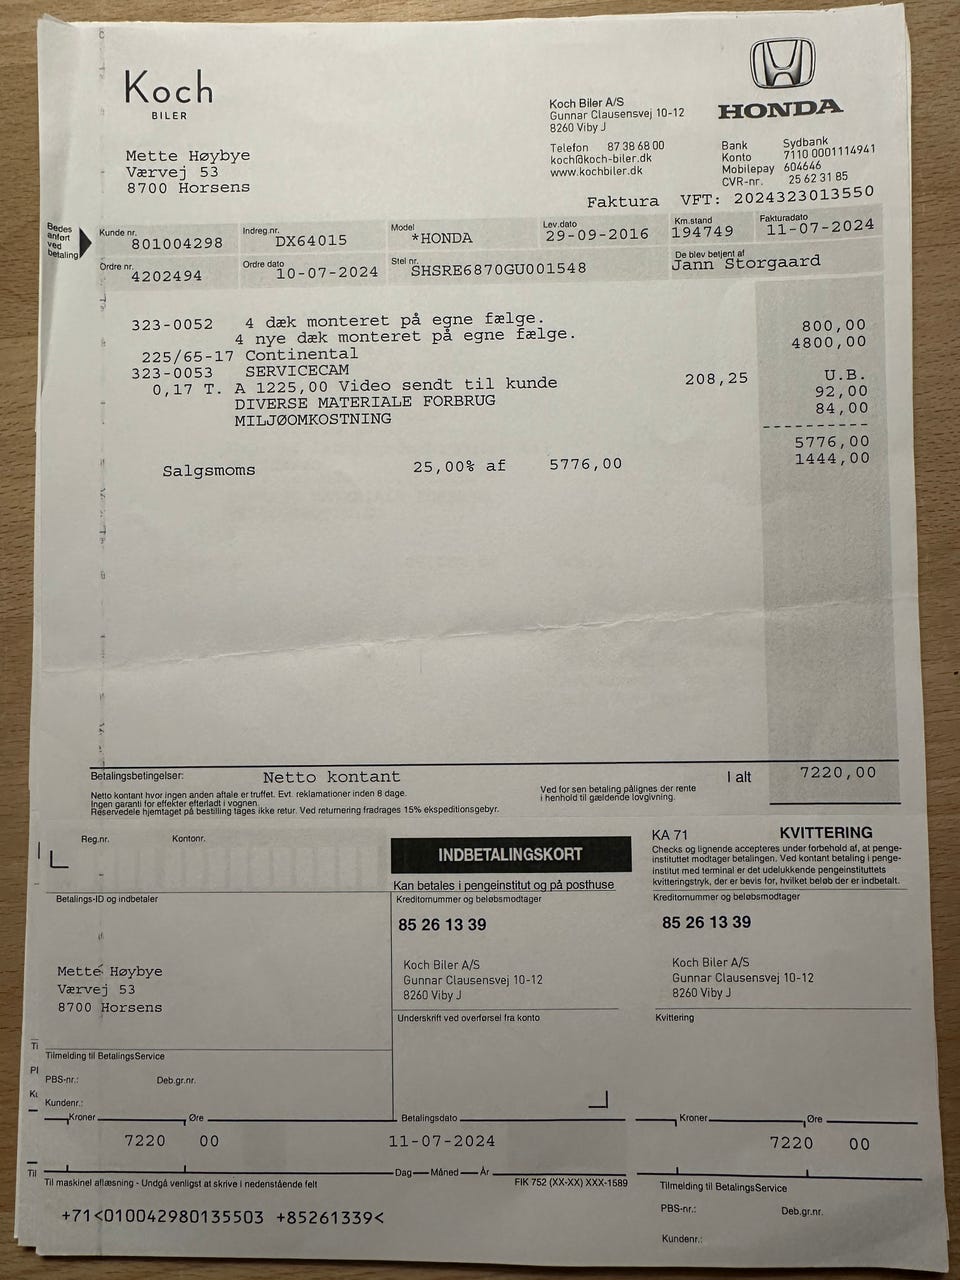 Koch
BILER
Koch Biler A/S
Gunnar Clausensvej 10-12
8260 Viby J
Telefon 87 38 68 00
koch@koch-biler.dk
www.kochbiler.dk
HONDA
Bank Sydbank
Konto 7110 0001114941
Mobilepay 604646
CVR-nr. 25 62 31 85
Mette Høybye
Værvej 53
8700 Horsens
Faktura VFT: 2024323013550
Bedes
anført
ved
betaling
Kunde nr. 801004298
Indreg.nr. DX64015
Model *HONDA
Lev.dato 29-09-2016
Km.stand 194749
Fakturadato 11-07-2024
Ordre nr. 4202494
Ordre dato 10-07-2024
Stel nr. SHSRE6870GU001548
De blev betjent af Jann Storgaard
323-0052 4 dæk monteret på egne fælge. 800,00
4 nye dæk monteret på egne fælge. 4800,00
225/65-17 Continental
323-0053 SERVICECAM U.B.
0,17 T. A 1225,00 Video sendt til kunde 208,25
DIVERSE MATERIALE FORBRUG 92,00
MILJØOMKOSTNING 84,00
----------
5776,00
Salgsmoms 25,00% af 5776,00 1444,00
Betalingsbetingelser: Netto kontant
I alt 7220,00
Netto kontant hvor ingen anden aftale er truffet. Evt. reklamationer inden 8 dage.
Ingen garanti for effekter efterladt i vognen.
Reservedele hjemtaget på bestilling tages ikke retur. Ved returnering fradrages 15% ekspeditionsgebyr.
Ved for sen betaling pålignes der rente
i henhold til gældende lovgivning.
Reg.nr. Kontonr.
INDBETALINGSKORT
Kan betales i pengeinstitut og på posthuse
KA 71 KVITTERING
Checks og lignende accepteres under forbehold af, at penge-
instituttet modtager betalingen. Ved kontant betaling i penge-
institut med terminal er det udelukkende pengeinstituttets
kvitteringstryk, der er bevis for, hvilket beløb der er indbetalt.
Betalings-ID og indbetaler
Kreditornummer og beløbsmodtager
85 26 13 39
Kreditornummer og beløbsmodtager
85 26 13 39
Mette Høybye
Værvej 53
8700 Horsens
Koch Biler A/S
Gunnar Clausensvej 10-12
8260 Viby J
Koch Biler A/S
Gunnar Clausensvej 10-12
8260 Viby J
Underskrift ved overførsel fra konto
Kvittering
Tilmelding til BetalingsService
PBS-nr.: Deb.gr.nr.
Kundenr.:
Kroner Øre
7220 00
Betalingsdato
11-07-2024
Dag Måned År
Kroner Øre
7220 00
Til maskinel aflæsning - Undgå venligst at skrive i nedenstående felt
FIK 752 (XX-XX) XXX-1589
Tilmelding til BetalingsService
PBS-nr.: Deb.gr.nr.
Kundenr.:
+71<010042980135503 +85261339<